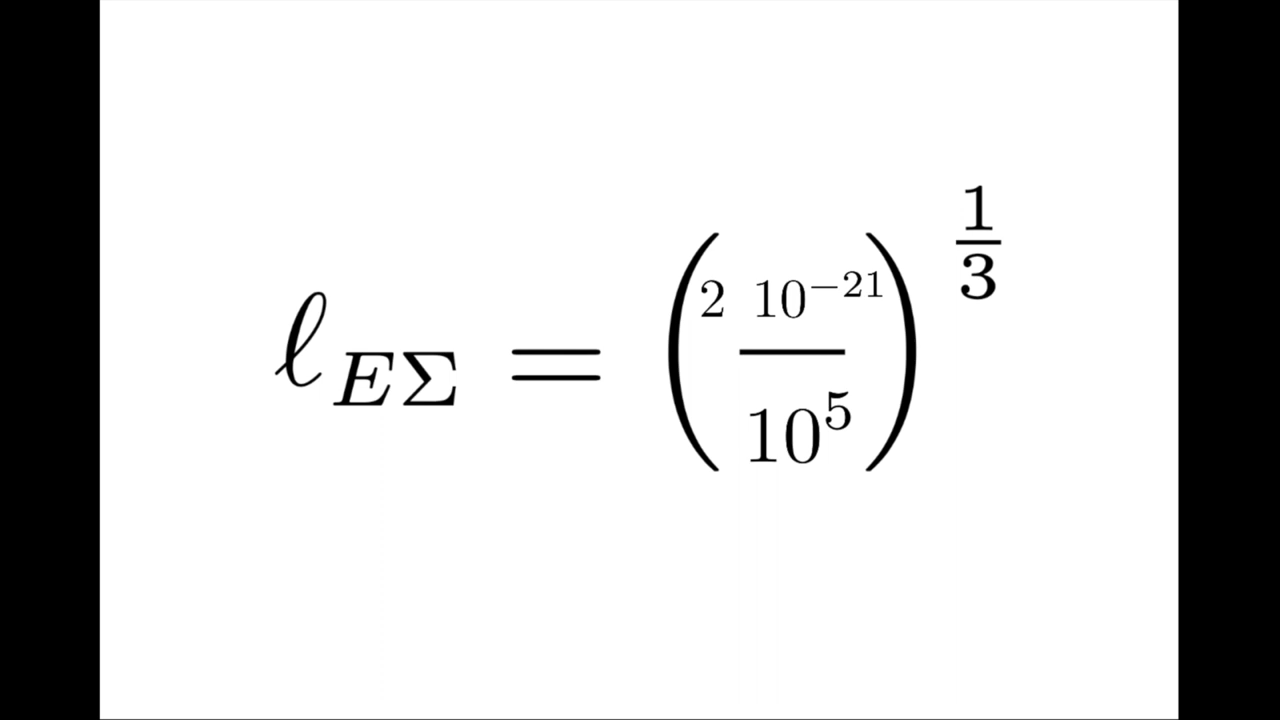 ℓ_{EΣ} = (2 10^{-21} / 10^5)^{1/3}